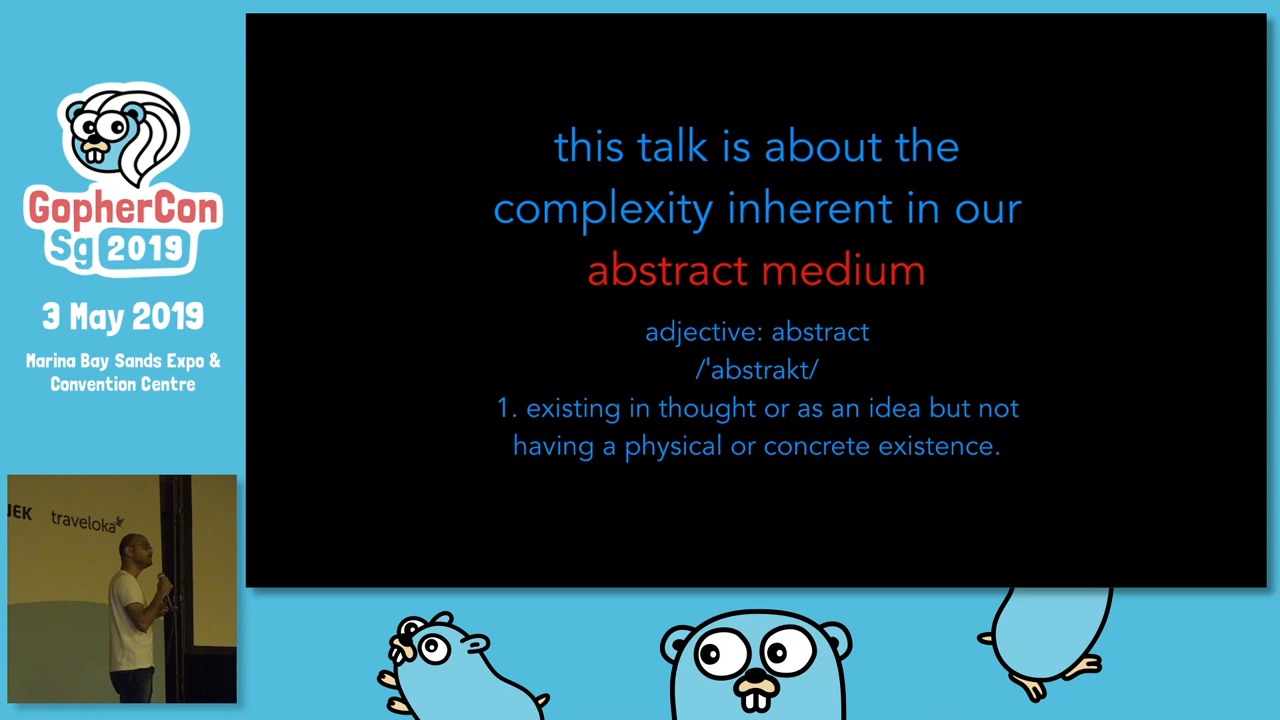 GopherCon
Sg 2019
3 May 2019
Marina Bay Sands Expo &
Convention Centre
this talk is about the
complexity inherent in our
abstract medium
adjective: abstract
/ˈabstrakt/
1. existing in thought or as an idea but not
having a physical or concrete existence.
JEK
traveloka